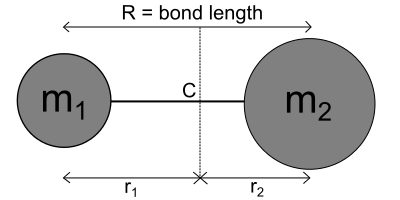 R = bond length
C
m₁
m₂
r₁
r₂